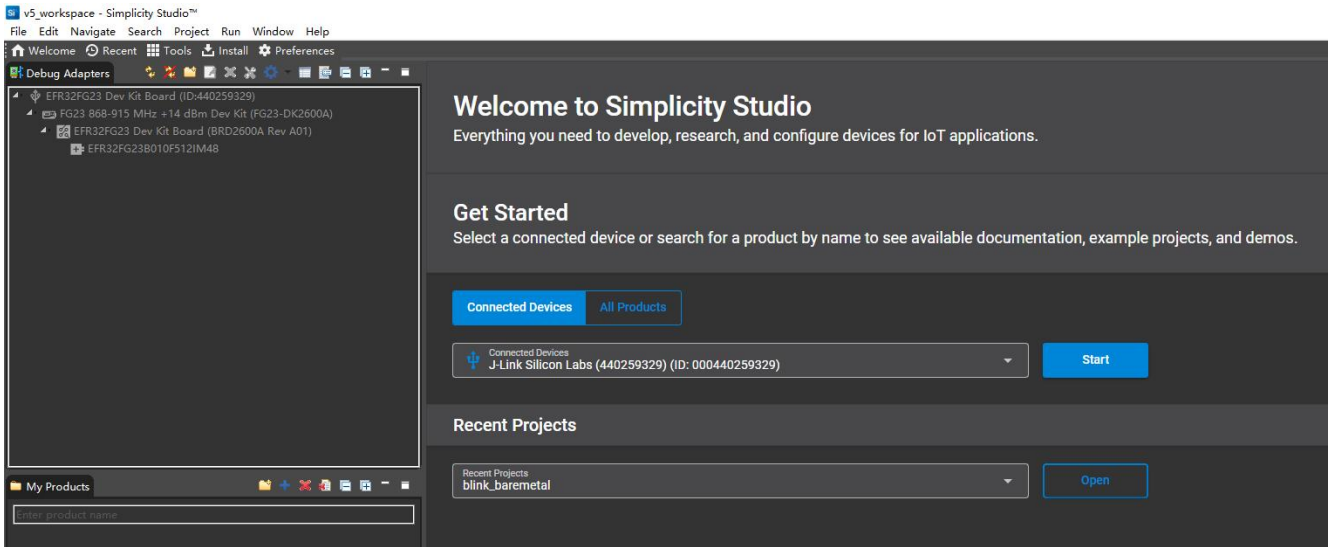 Si v5_workspace - Simplicity Studio™
File Edit Navigate Search Project Run Window Help
Welcome Recent Tools Install Preferences
Debug Adapters
EFR32FG23 Dev Kit Board (ID:440259329)
FG23 868-915 MHz +14 dBm Dev Kit (FG23-DK2600A)
EFR32FG23 Dev Kit Board (BRD2600A Rev A01)
EFR32FG23B010F512IM48
My Products
Enter product name
Welcome to Simplicity Studio
Everything you need to develop, research, and configure devices for IoT applications.
Get Started
Select a connected device or search for a product by name to see available documentation, example projects, and demos.
Connected Devices All Products
Connected Devices
J-Link Silicon Labs (440259329) (ID: 000440259329)
Start
Recent Projects
Recent Projects
blink_baremetal
Open